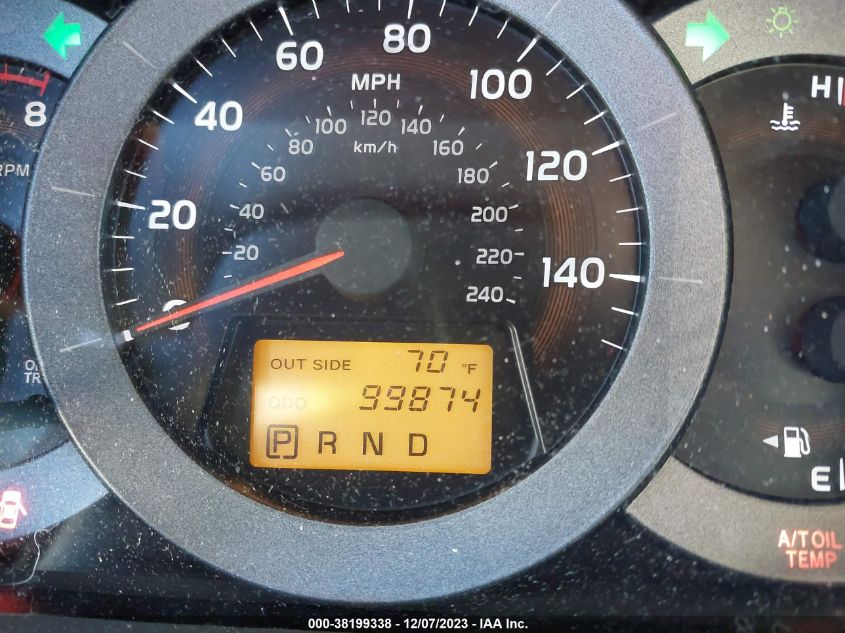 8
RPM
20
40
60
80
100
120
140
MPH
km/h
20
40
60
80
100
120
140
160
180
200
220
240
OUT SIDE 70 °F
ODO 99874
P R N D
H
E
A/T OIL
TEMP
000-38199338 - 12/07/2023 - IAA Inc.